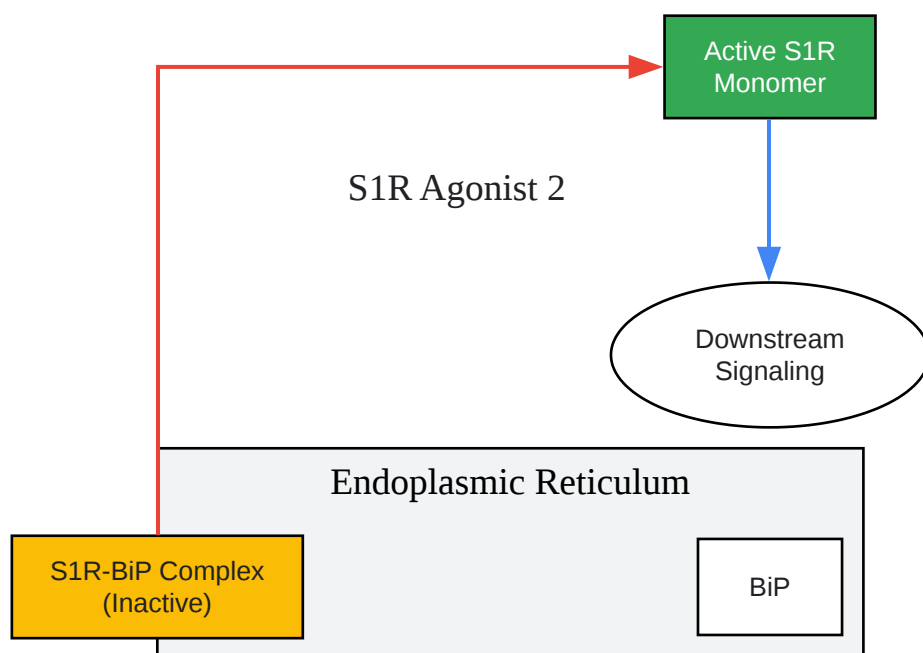 Active S1R
Monomer
S1R Agonist 2
Downstream
Signaling
Endoplasmic Reticulum
S1R-BiP Complex
(Inactive)
BiP